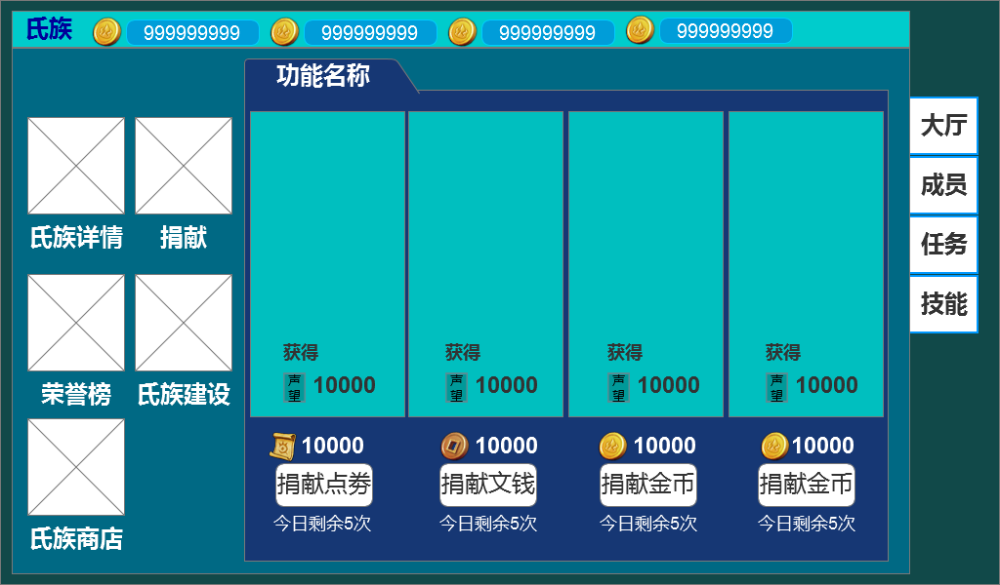 氏族 999999999 999999999 999999999 999999999
功能名称
大厅
成员
任务
技能
氏族详情 捐献
荣誉榜 氏族建设
氏族商店
获得 获得 获得 获得
声望 10000 声望 10000 声望 10000 声望 10000
10000 10000 10000 10000
捐献点券 捐献文钱 捐献金币 捐献金币
今日剩余5次 今日剩余5次 今日剩余5次 今日剩余5次